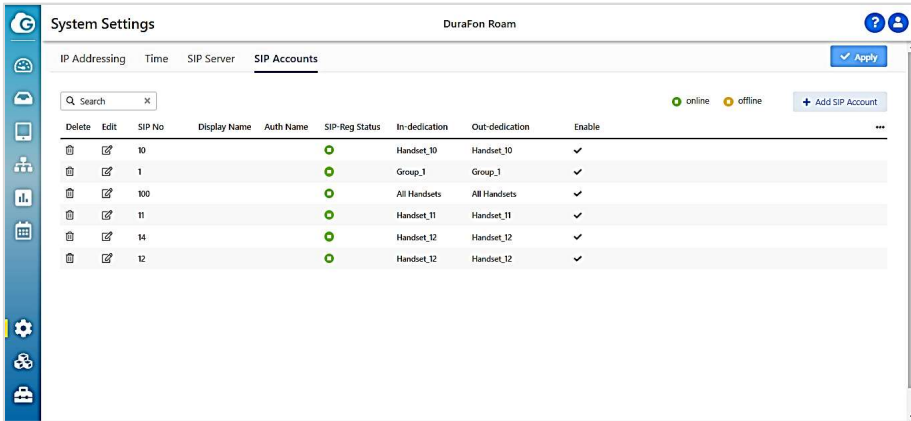 G System Settings DuraFon Roam ?
IP Addressing Time SIP Server SIP Accounts Apply
Search × online offline + Add SIP Account
Delete Edit SIP No Display Name Auth Name SIP-Reg Status In-dedication Out-dedication Enable •••
10 Handset_10 Handset_10
1 Group_1 Group_1
100 All Handsets All Handsets
11 Handset_11 Handset_11
14 Handset_12 Handset_12
12 Handset_12 Handset_12